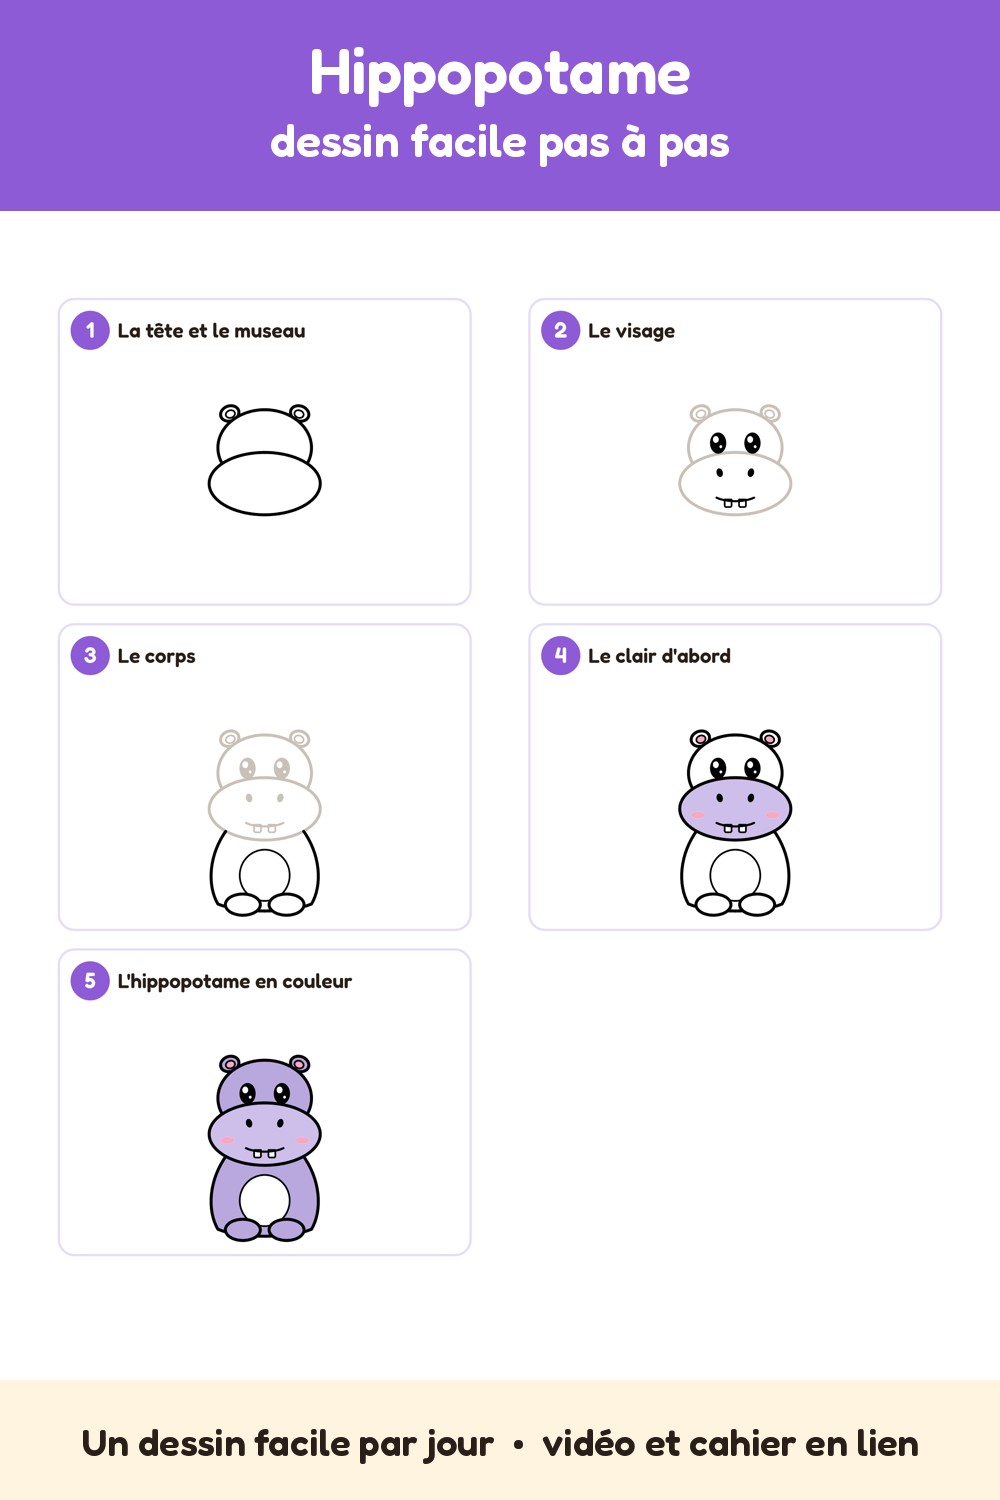 Hippopotame
dessin facile pas à pas
1 La tête et le museau
2 Le visage
3 Le corps
4 Le clair d'abord
5 L'hippopotame en couleur
Un dessin facile par jour • vidéo et cahier en lien